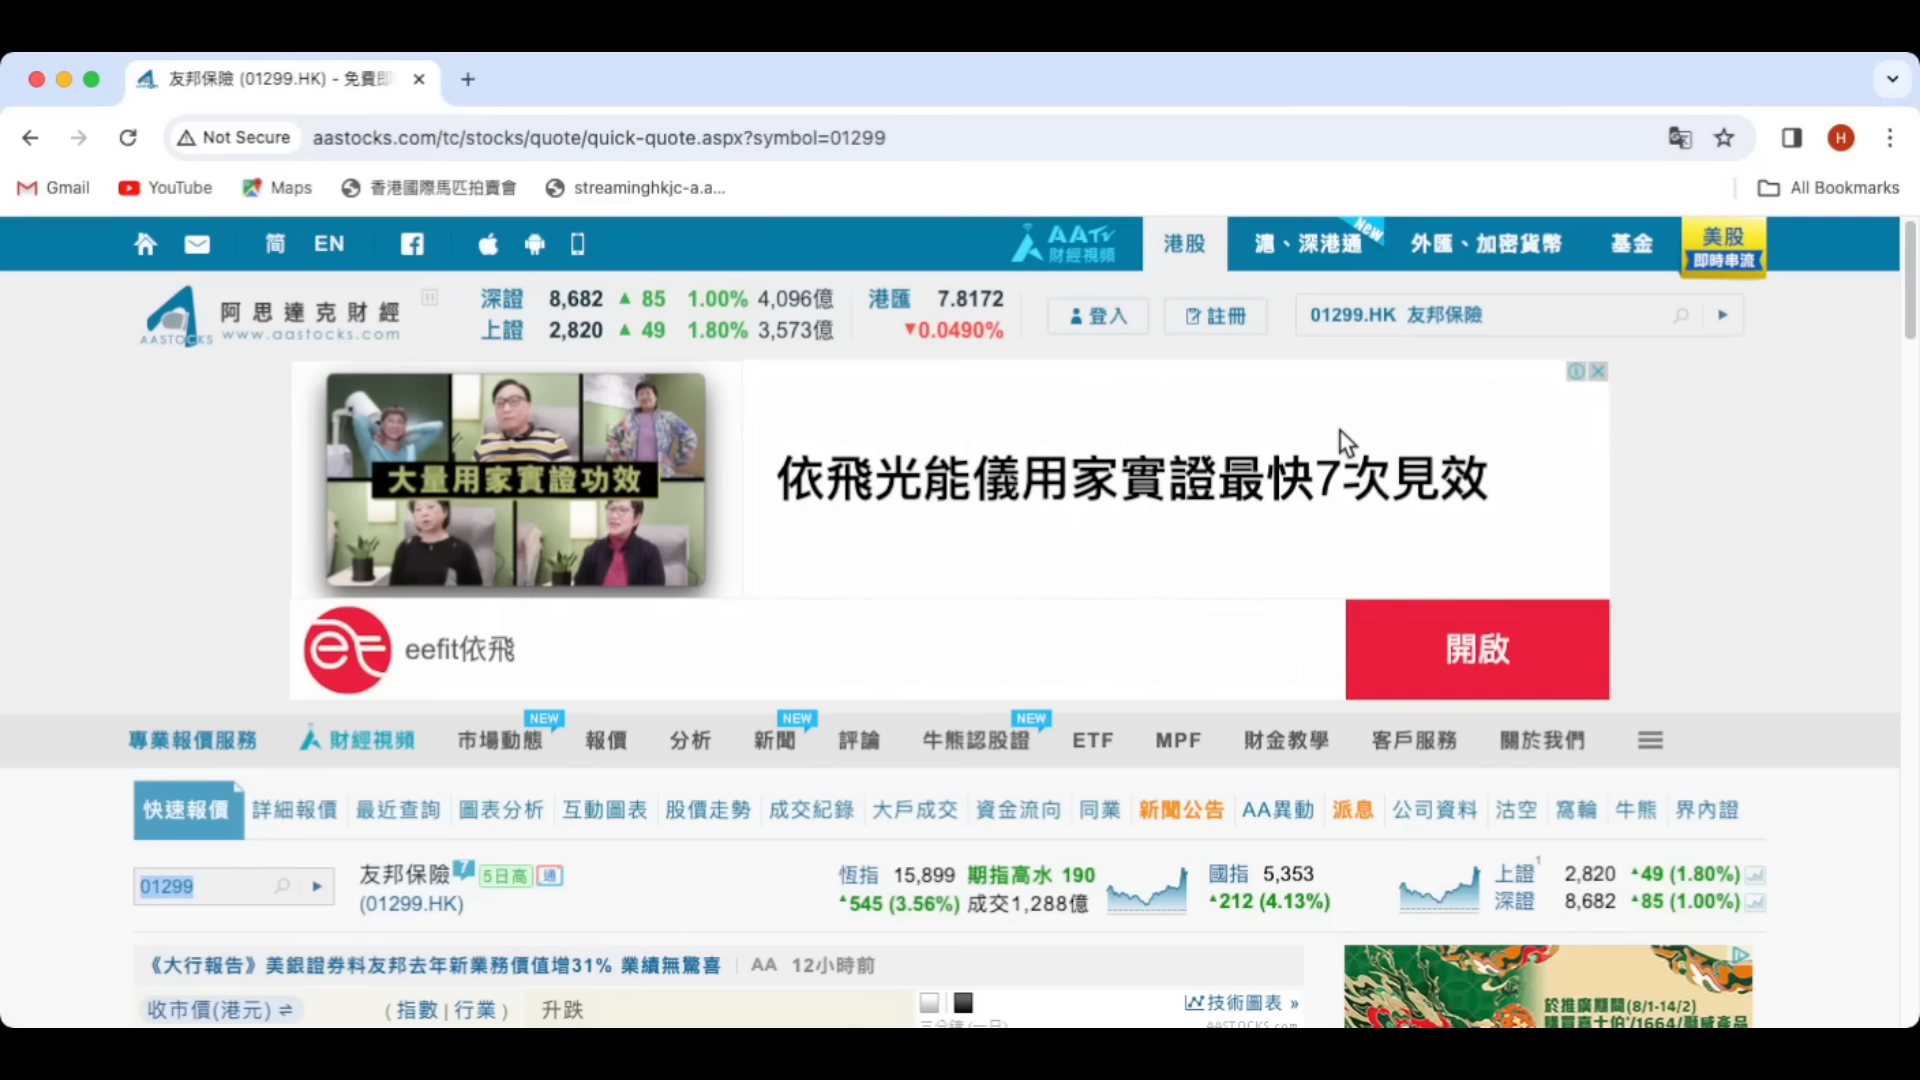 友邦保險 (01299.HK) - 免費
Not Secure
aastocks.com/tc/stocks/quote/quick-quote.aspx?symbol=01299
H
Gmail
YouTube
Maps
香港國際馬匹拍賣會
streaminghkjc-a.a...
All Bookmarks
简
EN
AATv
財經視頻
港股
滬、深港通
New
外匯、加密貨幣
基金
美股
即時串流
阿思達克財經
www.aastocks.com
AASTOCKS
深證 8,682 ▲ 85 1.00% 4,096億
上證 2,820 ▲ 49 1.80% 3,573億
港匯 7.8172
▼0.0490%
登入
註冊
01299.HK 友邦保險
大量用家實證功效
依飛光能儀用家實證最快7次見效
eefit依飛
開啟
NEW
NEW
NEW
專業報價服務
財經視頻
市場動態
報價
分析
新聞
評論
牛熊認股證
ETF
MPF
財金教學
客戶服務
關於我們
快速報價
詳細報價
最近查詢
圖表分析
互動圖表
股價走勢
成交紀錄
大戶成交
資金流向
同業
新聞公告
AA異動
派息
公司資料
沽空
窩輪
牛熊
界內證
01299
友邦保險 7 5日高 通
(01299.HK)
恆指 15,899 期指高水 190
▲545 (3.56%) 成交1,288億
國指 5,353
▲212 (4.13%)
上證1 2,820 ▲49 (1.80%)
深證 8,682 ▲85 (1.00%)
《大行報告》美銀證券料友邦去年新業務價值增31% 業績無驚喜
AA 12小時前
收市價(港元) ⇌
( 指數 | 行業 )
升跌
技術圖表 »
AASTOCKS.com
於推廣期間(8/1-14/2)